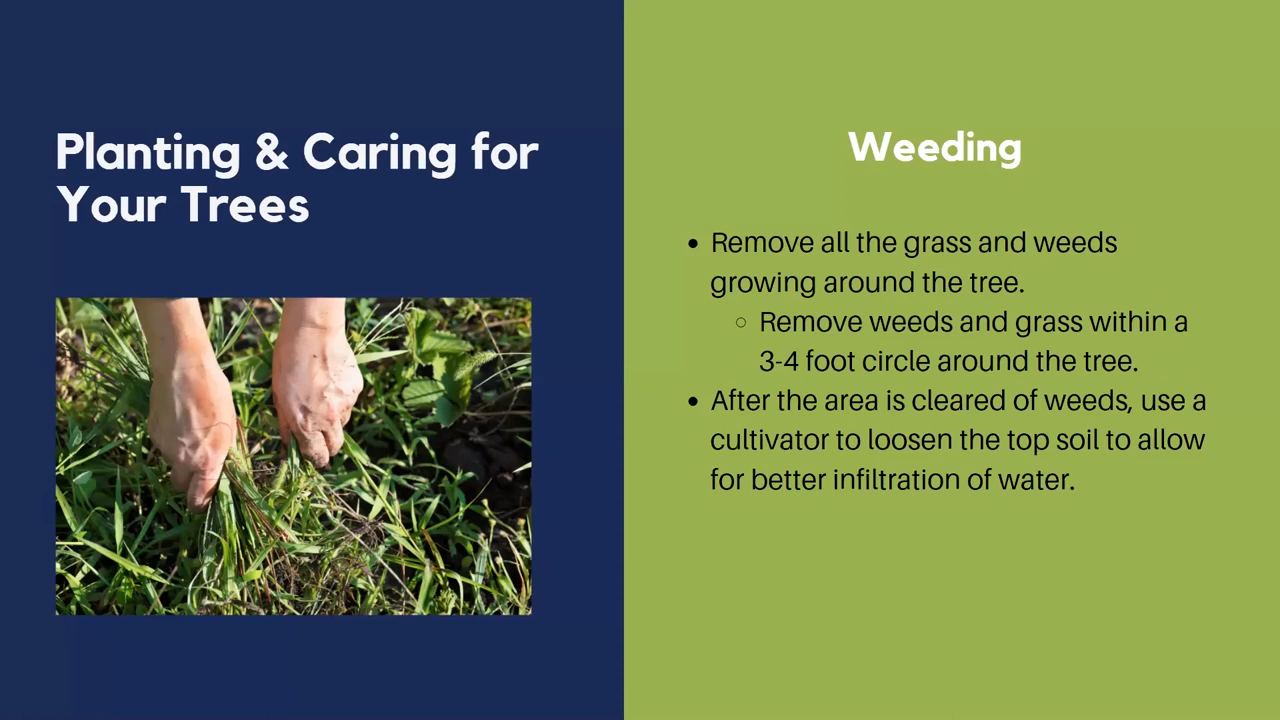 Planting & Caring for
Your Trees
Weeding
• Remove all the grass and weeds
growing around the tree.
○ Remove weeds and grass within a
3-4 foot circle around the tree.
• After the area is cleared of weeds, use a
cultivator to loosen the top soil to allow
for better infiltration of water.